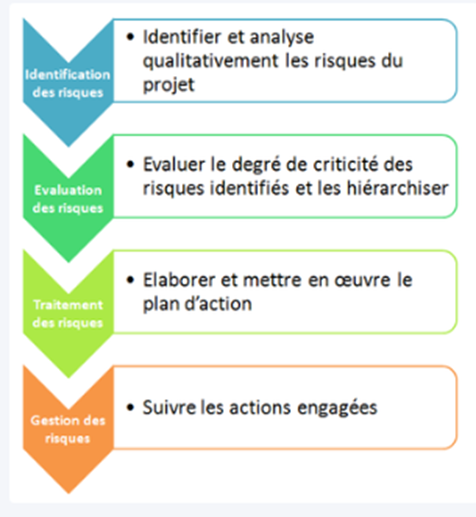 Identification
des risques
• Identifier et analyse
qualitativement les risques du
projet
Evaluation
des risques
• Evaluer le degré de criticité des
risques identifiés et les hiérarchiser
Traitement
des risques
• Elaborer et mettre en œuvre le
plan d'action
Gestion des
risques
• Suivre les actions engagées